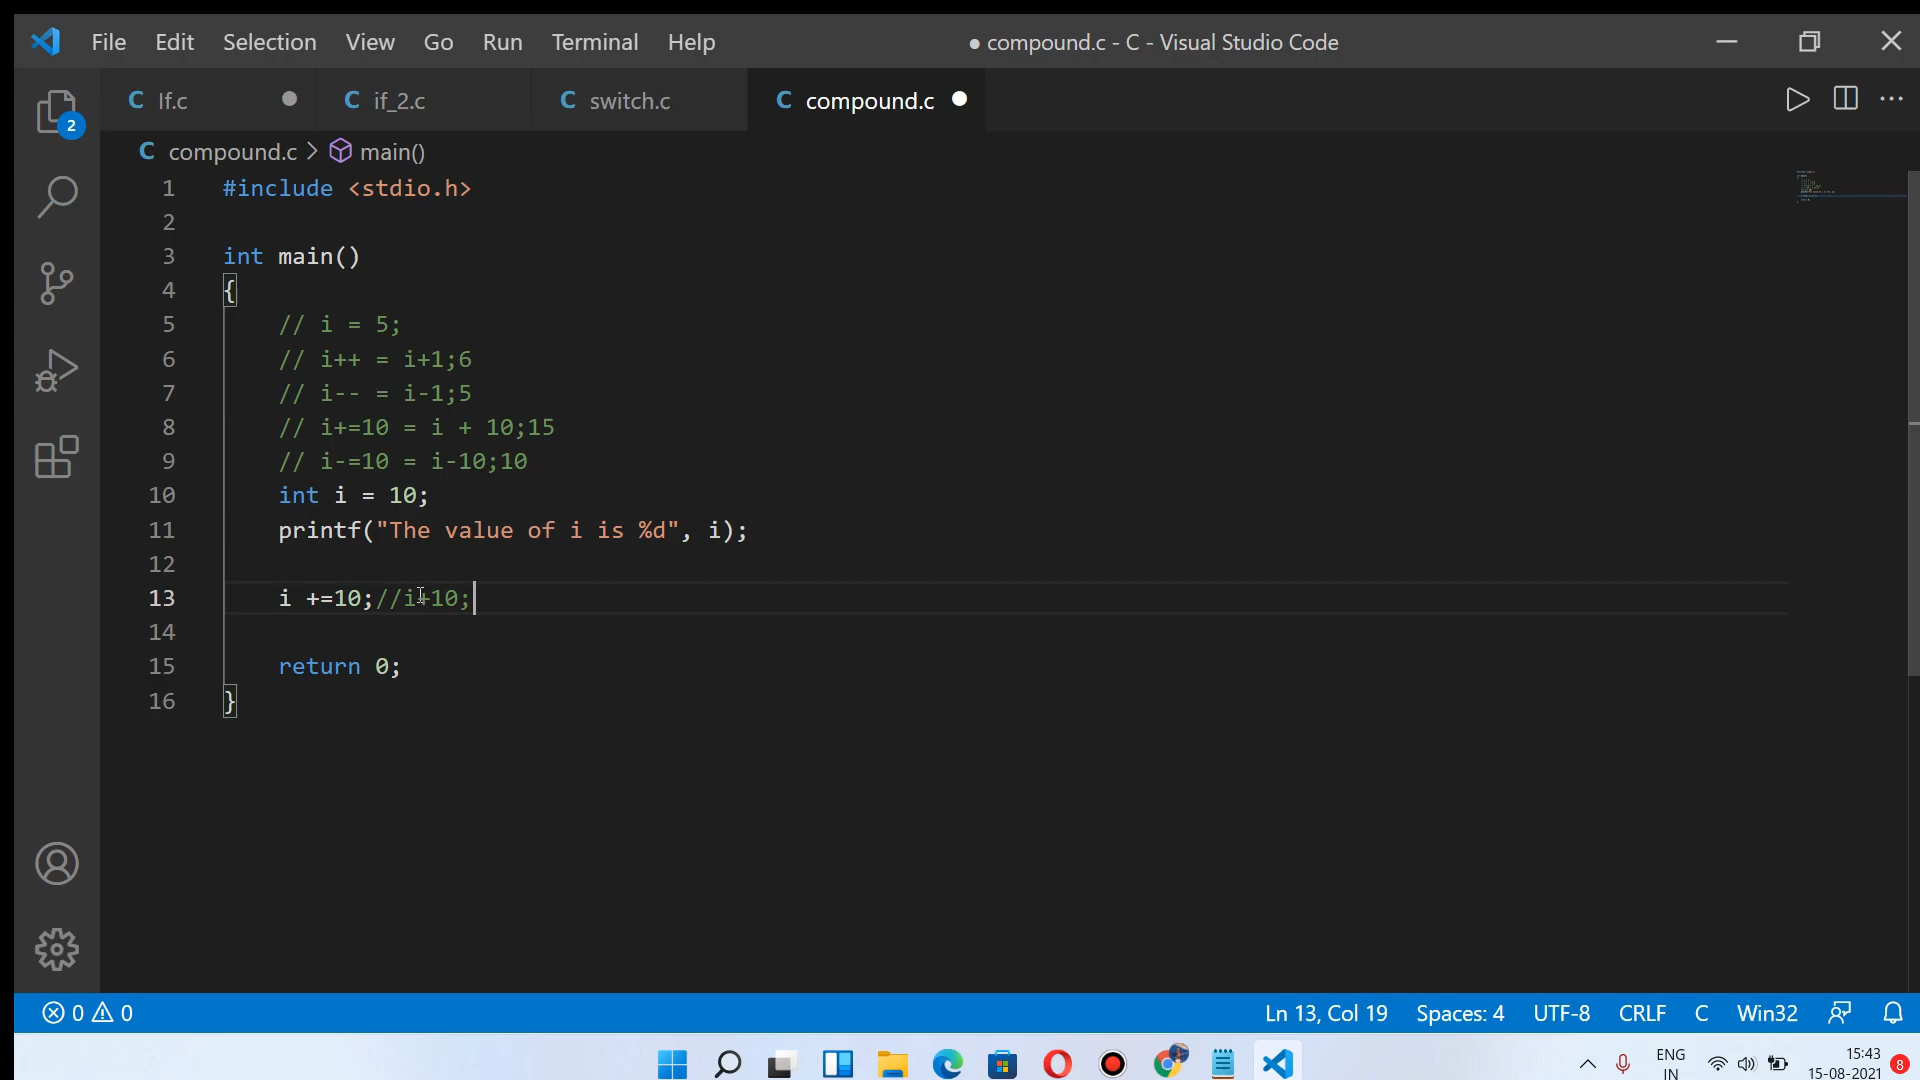 File Edit Selection View Go Run Terminal Help
● compound.c - C - Visual Studio Code
C If.c
C if_2.c
C switch.c
C compound.c
2
C compound.c > main()
1 #include <stdio.h>
2
3 int main()
4 {
5 // i = 5;
6 // i++ = i+1;6
7 // i-- = i-1;5
8 // i+=10 = i + 10;15
9 // i-=10 = i-10;10
10 int i = 10;
11 printf("The value of i is %d", i);
12
13 i +=10;//i+10;
14
15 return 0;
16 }
0 0
Ln 13, Col 19 Spaces: 4 UTF-8 CRLF C Win32
ENG
IN
15:43
15-08-2021
8